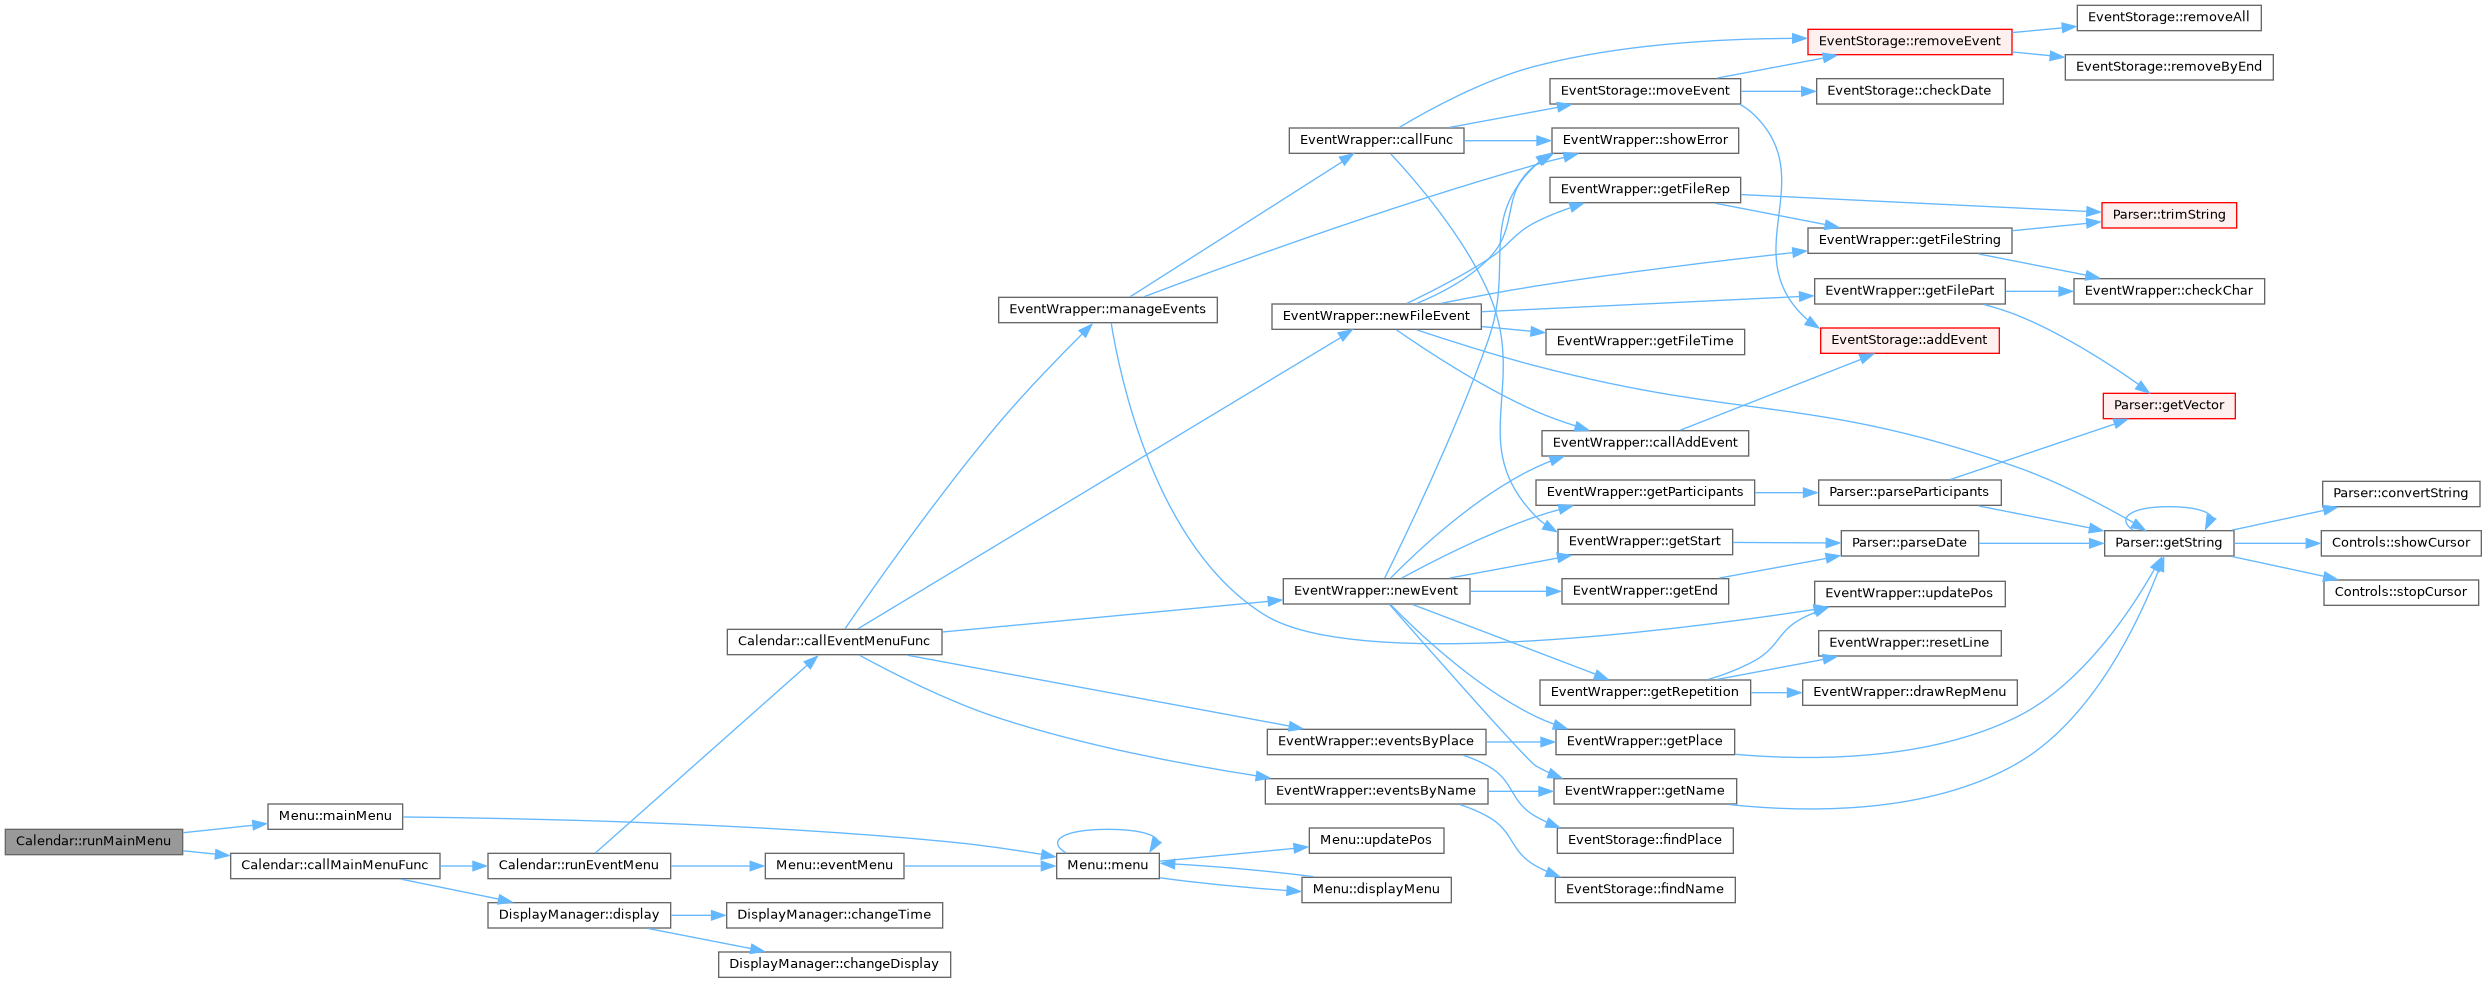 Calendar::runMainMenu
Menu::mainMenu
Calendar::callMainMenuFunc
Calendar::runEventMenu
DisplayManager::display
Calendar::callEventMenuFunc
Menu::eventMenu
DisplayManager::changeTime
DisplayManager::changeDisplay
EventWrapper::manageEvents
Menu::menu
EventWrapper::callFunc
EventWrapper::newFileEvent
EventWrapper::newEvent
EventWrapper::eventsByPlace
EventWrapper::eventsByName
Menu::updatePos
Menu::displayMenu
EventStorage::moveEvent
EventWrapper::showError
EventWrapper::getFileRep
EventWrapper::getFileTime
EventWrapper::callAddEvent
EventWrapper::getParticipants
EventWrapper::getStart
EventWrapper::getEnd
EventWrapper::getRepetition
EventWrapper::getPlace
EventWrapper::getName
EventStorage::findPlace
EventStorage::findName
EventStorage::removeEvent
EventStorage::checkDate
EventWrapper::getFileString
EventWrapper::getFilePart
EventStorage::addEvent
Parser::parseParticipants
Parser::parseDate
EventWrapper::updatePos
EventWrapper::resetLine
EventWrapper::drawRepMenu
EventStorage::removeAll
EventStorage::removeByEnd
Parser::trimString
EventWrapper::checkChar
Parser::getVector
Parser::getString
Parser::convertString
Controls::showCursor
Controls::stopCursor